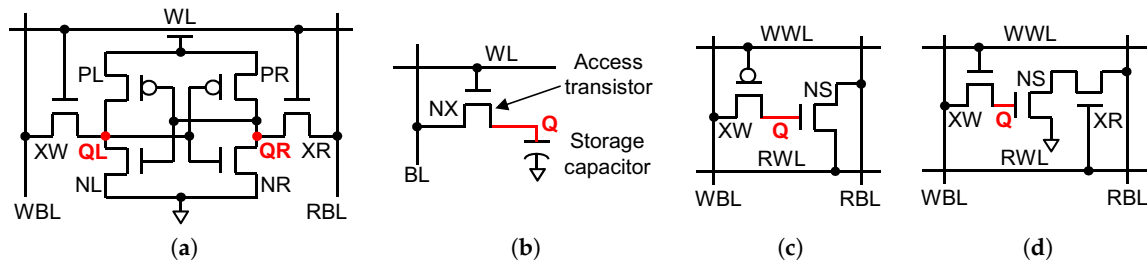 WL
PL
PR
XW
QL
QR
XR
NL
NR
WBL
RBL
(a)
WL
Access
transistor
NX
Q
Storage
capacitor
BL
(b)
WWL
NS
XW
Q
RWL
WBL
RBL
(c)
WWL
NS
XW
Q
XR
RWL
WBL
RBL
(d)